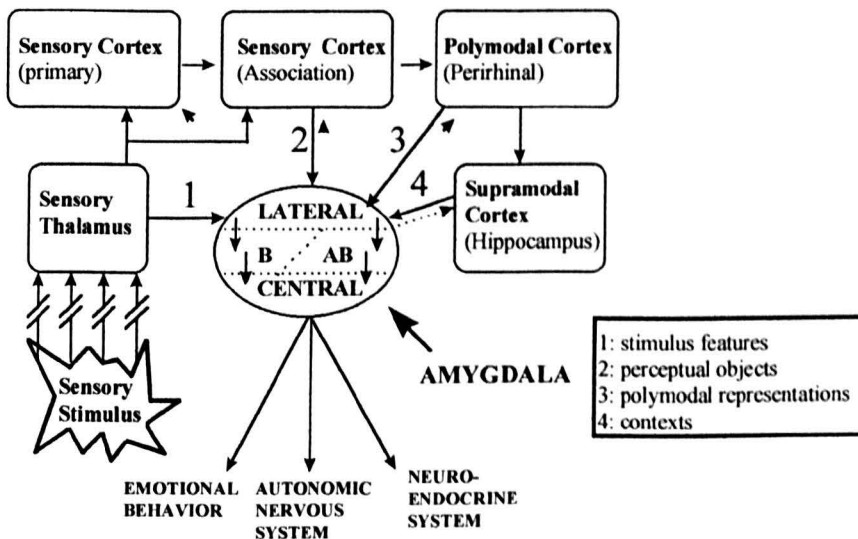 Sensory Cortex
(primary)
Sensory Cortex
(Association)
Polymodal Cortex
(Perirhinal)
1
2
3
4
Sensory
Thalamus
LATERAL
B AB
CENTRAL
Supramodal
Cortex
(Hippocampus)
Sensory
Stimulus
AMYGDALA
1: stimulus features
2: perceptual objects
3: polymodal representations
4: contexts
EMOTIONAL
BEHAVIOR
AUTONOMIC
NERVOUS
SYSTEM
NEURO-
ENDOCRINE
SYSTEM